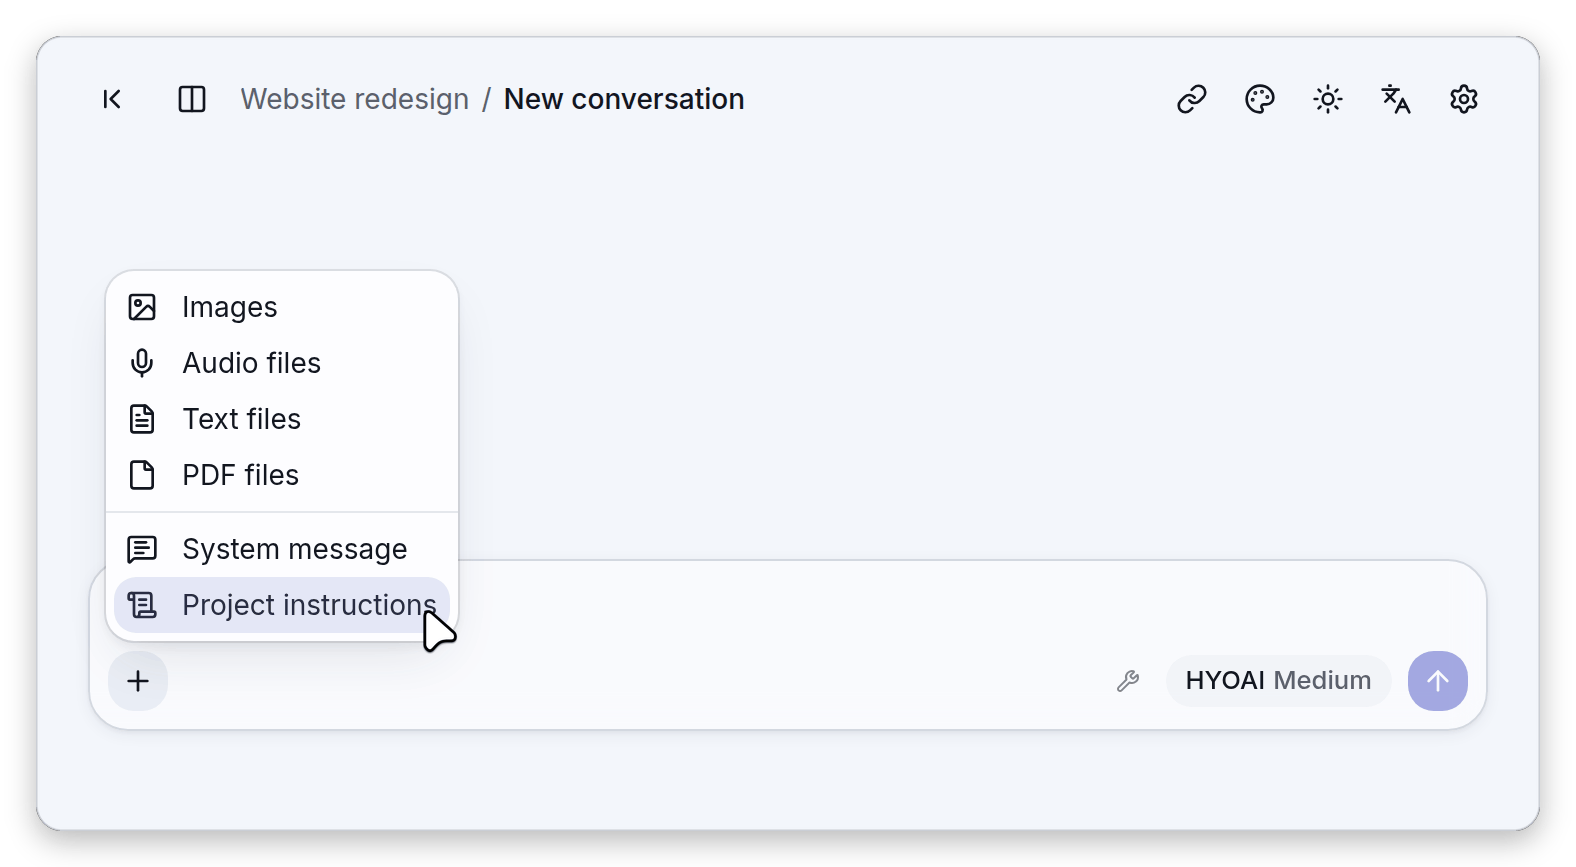 Website redesign / New conversation
Images
Audio files
Text files
PDF files
System message
Project instructions
HYOAI Medium